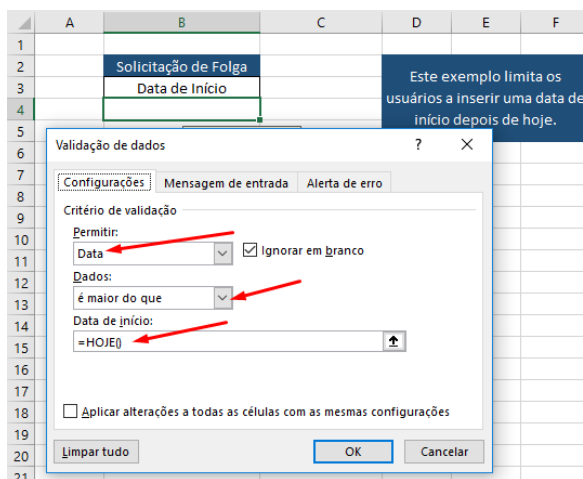 A B C D E F
1
2 Solicitação de Folga
3 Data de Início
4
5
6
7
8
9
10
11
12
13
14
15
16
17
18
19
20
21
Este exemplo limita os
usuários a inserir uma data de
início depois de hoje.
Validação de dados ?
Configurações Mensagem de entrada Alerta de erro
Critério de validação
Permitir:
Data Ignorar em branco
Dados:
é maior do que
Data de início:
=HOJE()
Aplicar alterações a todas as células com as mesmas configurações
Limpar tudo OK Cancelar